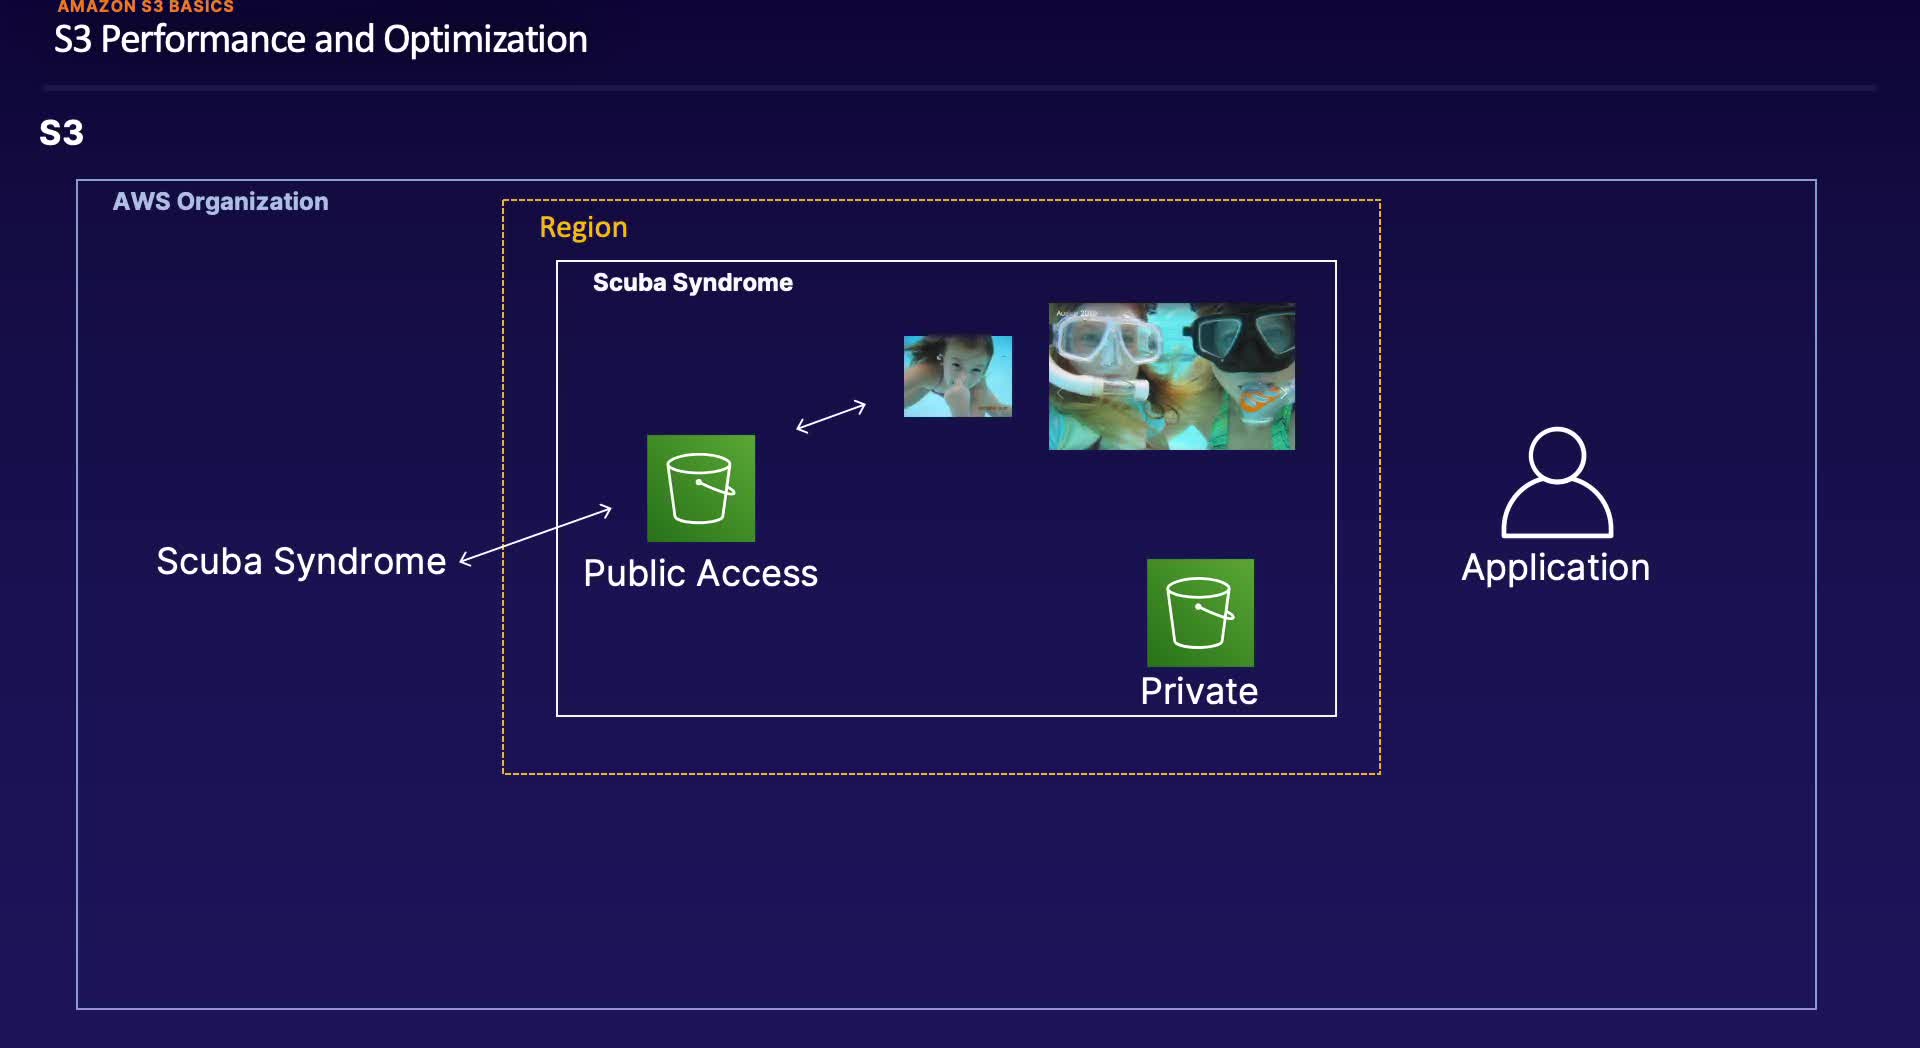 AMAZON S3 BASICS
S3 Performance and Optimization
S3
AWS Organization
Region
Scuba Syndrome
Scuba Syndrome
Public Access
Private
Application